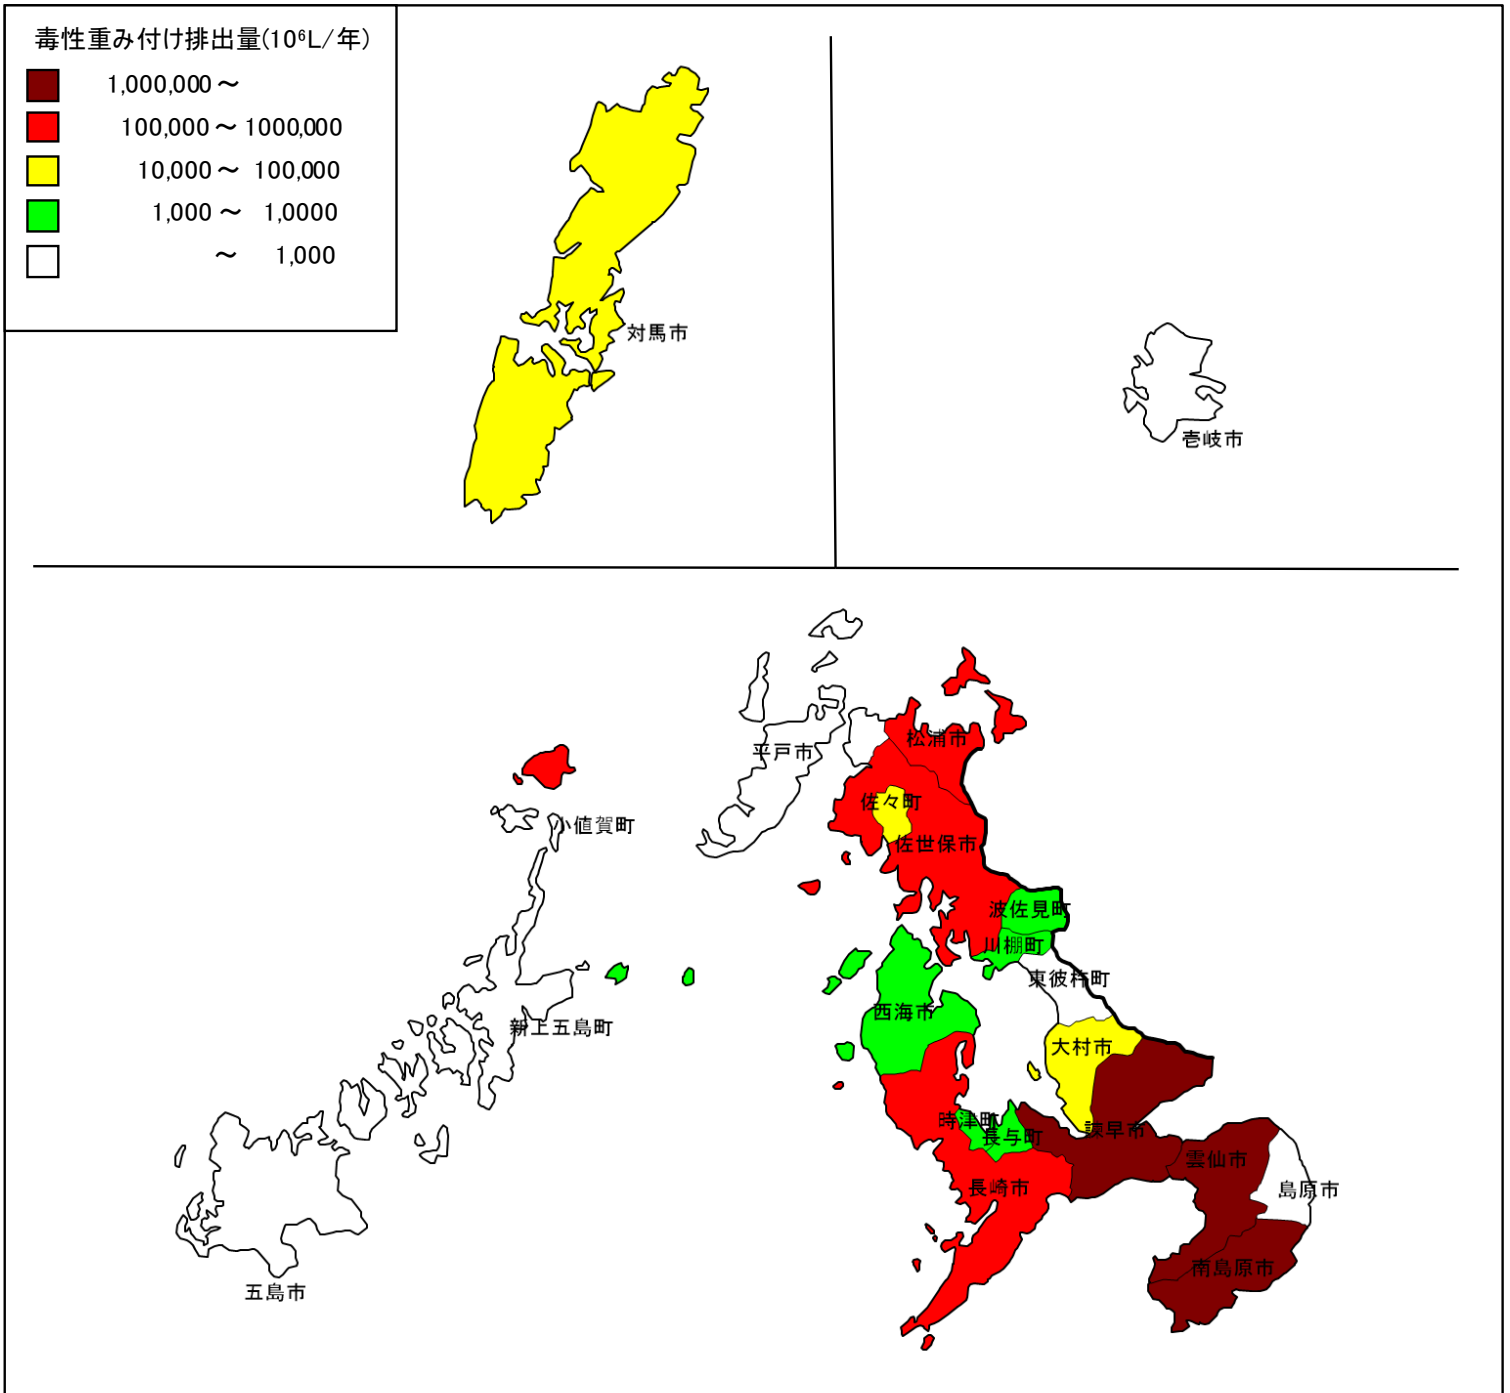 毒性重み付け排出量(10⁶L/年)
1,000,000～
100,000～1000,000
10,000～ 100,000
1,000～ 1,0000
～ 1,000
対馬市
壱岐市
松浦市
平戸市
佐々町
小値賀町
佐世保市
波佐見町
川棚町
東彼杵町
西海市
新上五島町
大村市
時津町
諫早市
長与町
雲仙市
長崎市
島原市
南島原市
五島市